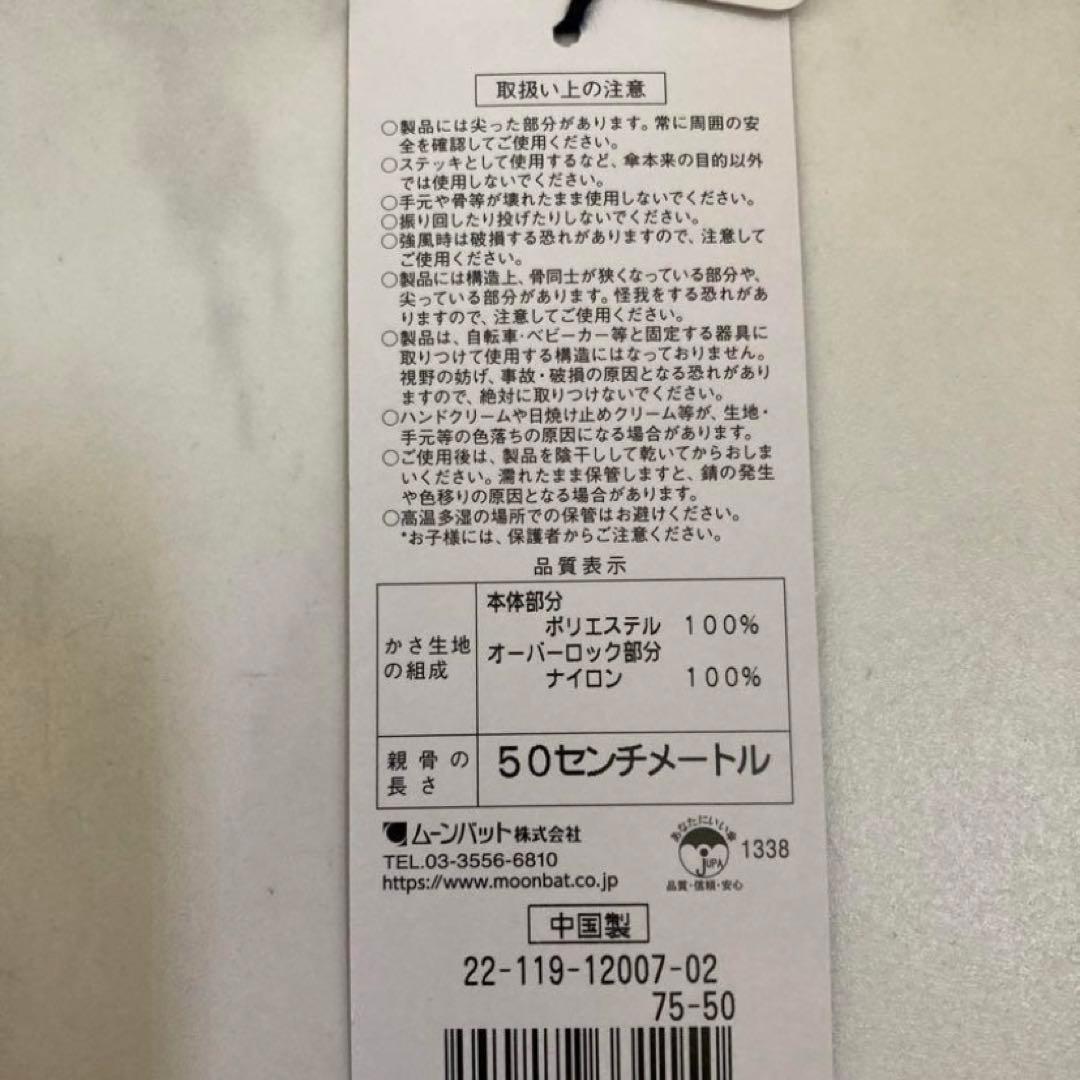 取扱い上の注意
○製品には尖った部分があります。常に周囲の安
全を確認してご使用ください。
○ステッキとして使用するなど、傘本来の目的以外
では使用しないでください。
○手元や骨等が壊れたまま使用しないでください。
○振り回したり投げたりしないでください。
○強風時は破損する恐れがありますので、注意して
ご使用ください。
○製品には構造上、骨同士が狭くなっている部分や、
尖っている部分があります。怪我をする恐れがあ
りますので、注意してご使用ください。
○製品は、自転車・ベビーカー等と固定する器具に
取りつけて使用する構造にはなっておりません。
視野の妨げ、事故・破損の原因となる恐れがあり
ますので、絶対に取りつけないでください。
○ハンドクリームや日焼け止めクリーム等が、生地・
手元等の色落ちの原因になる場合があります。
○ご使用後は、製品を陰干しして乾いてからおしま
いください。濡れたまま保管しますと、錆の発生
や色移りの原因となる場合があります。
○高温多湿の場所での保管はお避けください。
*お子様には、保護者からご注意ください。
品質表示
かさ生地
の組成
本体部分
ポリエステル 100%
オーバーロック部分
ナイロン 100%
親骨の
長さ
50センチメートル
ムーンバット株式会社
TEL.03-3556-6810
https://www.moonbat.co.jp
あなたにいい傘
JUPA
品質・信頼・安心
1338
中国製
22-119-12007-02
75-50